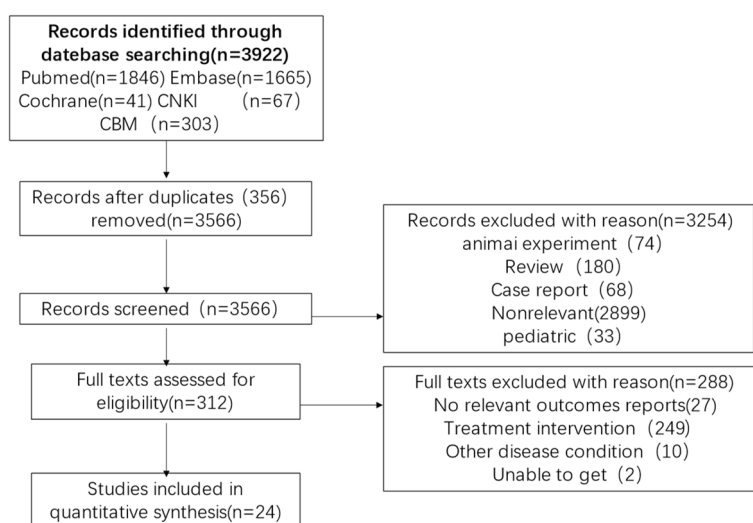 Records identified through
datebase searching(n=3922)
Pubmed(n=1846) Embase(n=1665)
Cochrane(n=41) CNKI (n=67)
CBM (n=303)
Records after duplicates (356)
removed(n=3566)
Records excluded with reason(n=3254)
animai experiment (74)
Review (180)
Case report (68)
Nonrelevant(2899)
pediatric (33)
Records screened (n=3566)
Full texts assessed for
eligibility(n=312)
Full texts excluded with reason(n=288)
No relevant outcomes reports(27)
Treatment intervention (249)
Other disease condition (10)
Unable to get (2)
Studies included in
quantitative synthesis(n=24)